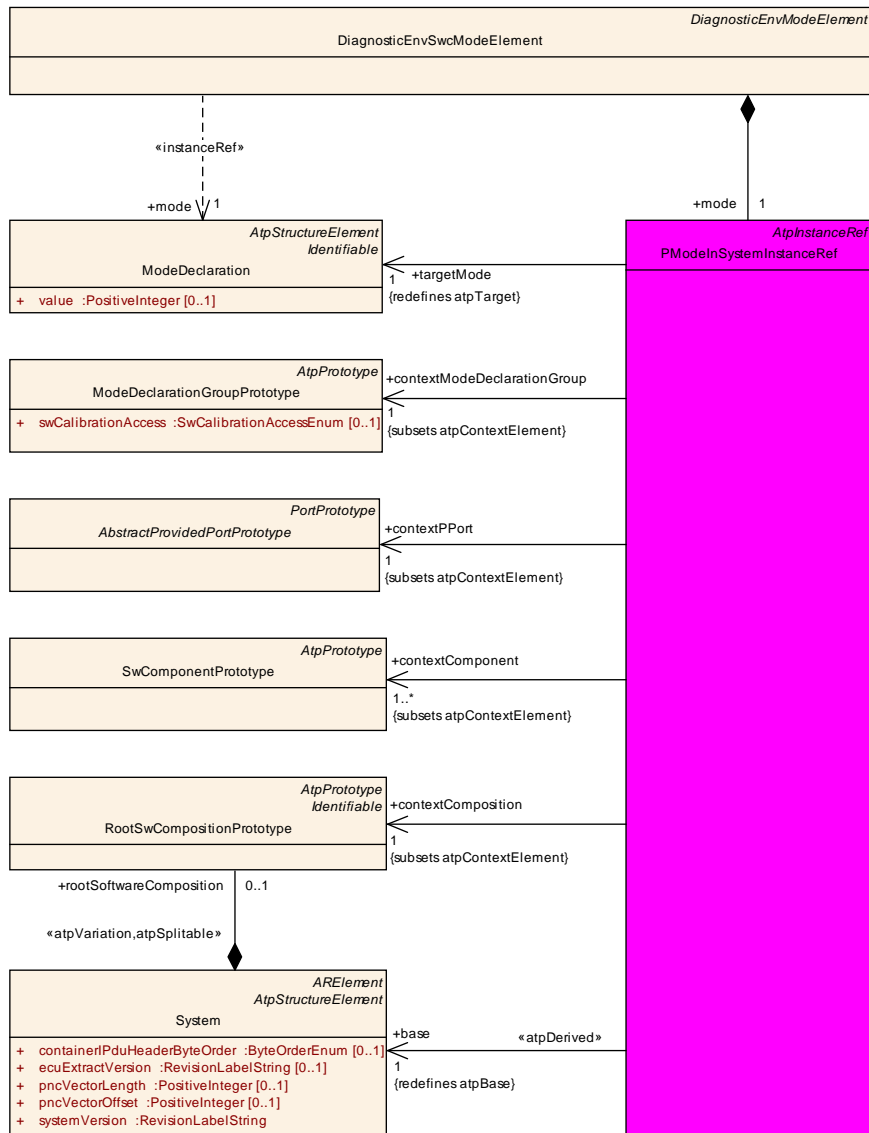 DiagnosticEnvModeElement
DiagnosticEnvSwcModeElement
«instanceRef»
+mode
1
+mode
1
AtpStructureElement
Identifiable
ModeDeclaration
+ value :PositiveInteger [0..1]
AtpInstanceRef
PModeInSystemInstanceRef
+targetMode
1
{redefines atpTarget}
AtpPrototype
ModeDeclarationGroupPrototype
+ swCalibrationAccess :SwCalibrationAccessEnum [0..1]
+contextModeDeclarationGroup
1
{subsets atpContextElement}
PortPrototype
AbstractProvidedPortPrototype
+contextPPort
1
{subsets atpContextElement}
AtpPrototype
SwComponentPrototype
+contextComponent
1..*
{subsets atpContextElement}
AtpPrototype
Identifiable
RootSwCompositionPrototype
+contextComposition
1
{subsets atpContextElement}
+rootSoftwareComposition
0..1
«atpVariation,atpSplitable»
ARElement
AtpStructureElement
System
+ containerIPduHeaderByteOrder :ByteOrderEnum [0..1]
+ ecuExtractVersion :RevisionLabelString [0..1]
+ pncVectorLength :PositiveInteger [0..1]
+ pncVectorOffset :PositiveInteger [0..1]
+ systemVersion :RevisionLabelString
+base
«atpDerived»
1
{redefines atpBase}